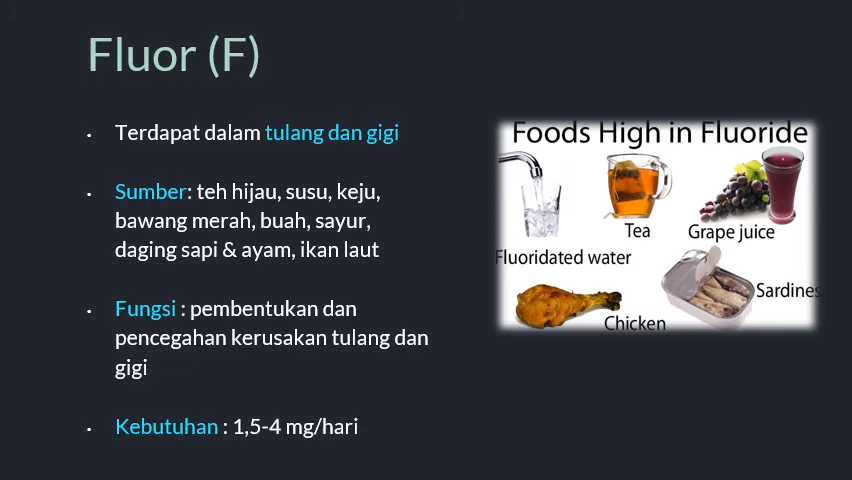 Fluor (F)
• Terdapat dalam tulang dan gigi
• Sumber: teh hijau, susu, keju,
bawang merah, buah, sayur,
daging sapi & ayam, ikan laut
• Fungsi : pembentukan dan
pencegahan kerusakan tulang dan
gigi
• Kebutuhan : 1,5-4 mg/hari
Foods High in Fluoride
Tea
Grape juice
Fluoridated water
Sardines
Chicken